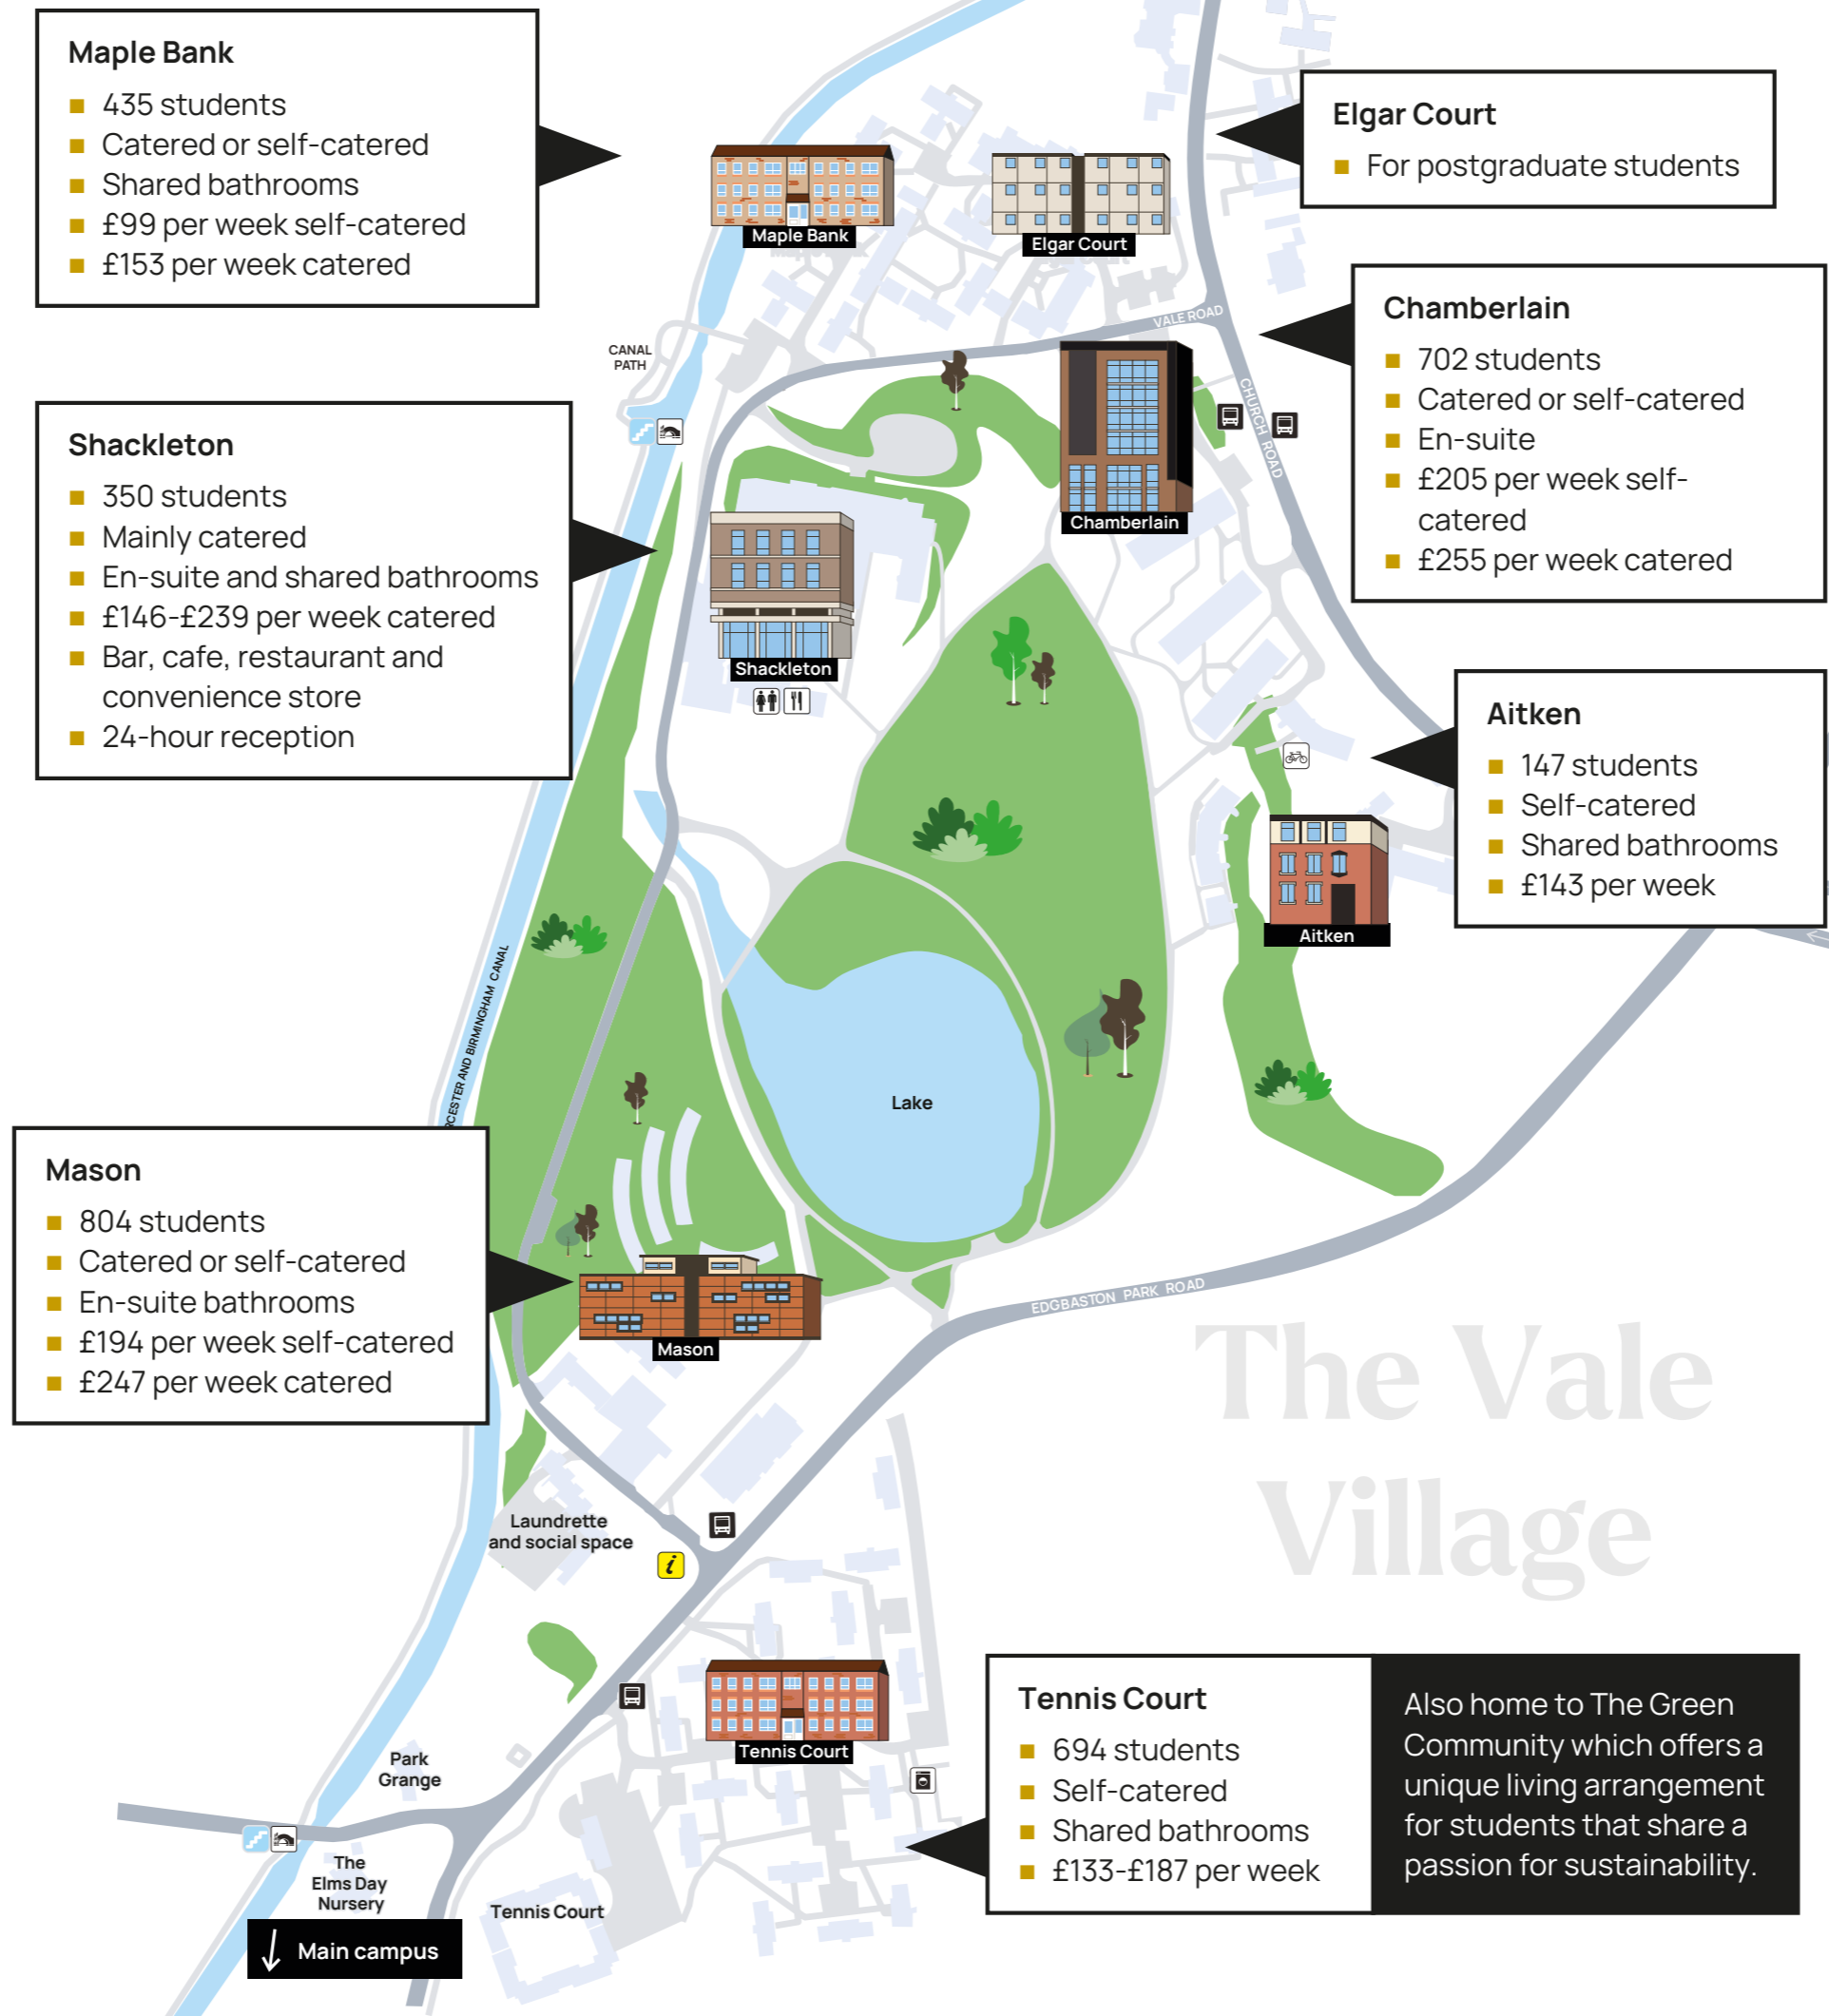 Maple Bank
435 students
Catered or self-catered
Shared bathrooms
£99 per week self-catered
£153 per week catered
Elgar Court
For postgraduate students
Maple Bank
Elgar Court
Chamberlain
702 students
Catered or self-catered
En-suite
£205 per week self-
catered
£255 per week catered
VALE ROAD
CANAL
PATH
CHURCH ROAD
Shackleton
350 students
Mainly catered
En-suite and shared bathrooms
£146-£239 per week catered
Bar, cafe, restaurant and
convenience store
24-hour reception
Chamberlain
Shackleton
Aitken
147 students
Self-catered
Shared bathrooms
£143 per week
Aitken
AND BIRMINGHAM CANAL
Lake
Mason
804 students
Catered or self-catered
En-suite bathrooms
£194 per week self-catered
£247 per week catered
EDGBASTON PARK ROAD
Mason
The Vale
Village
Laundrette
and social space
i
Tennis Court
Tennis Court
694 students
Self-catered
Shared bathrooms
£133-£187 per week
Also home to The Green
Community which offers a
unique living arrangement
for students that share a
passion for sustainability.
Park
Grange
The
Elms Day
Nursery
Tennis Court
Main campus